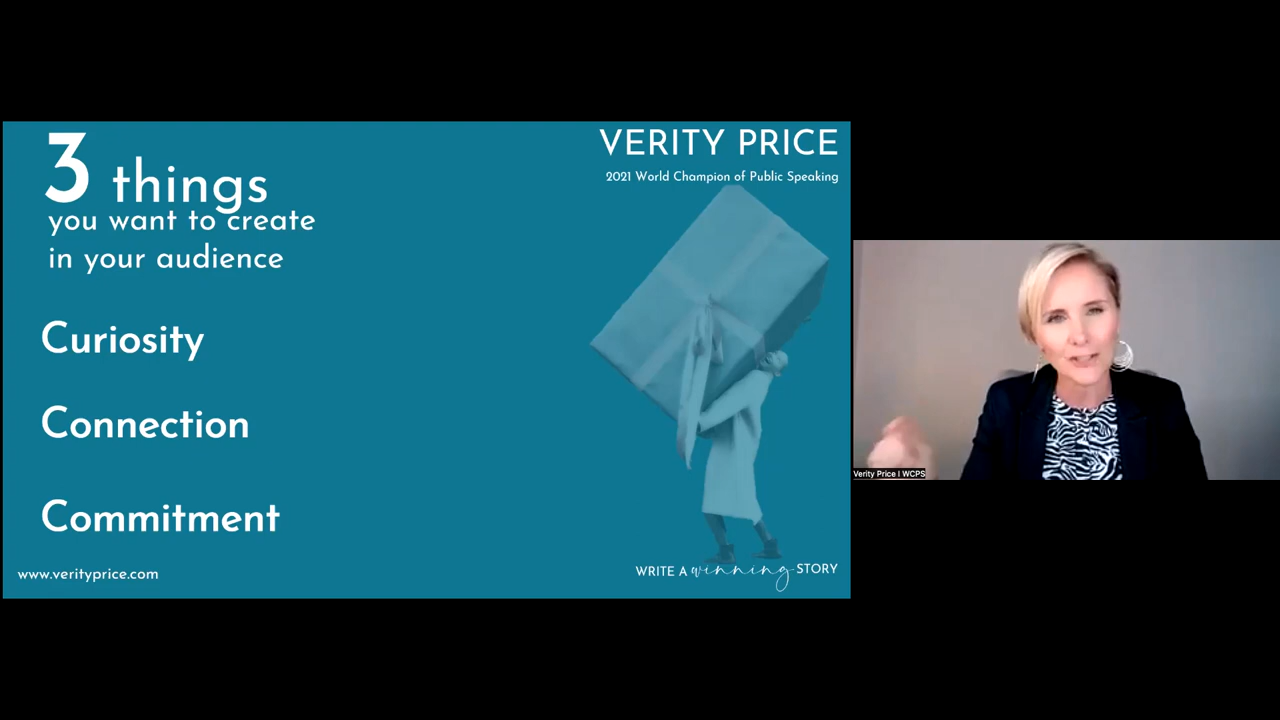 3 things
you want to create
in your audience
Curiosity
Connection
Commitment
www.verityprice.com
VERITY PRICE
2021 World Champion of Public Speaking
WRITE A winning STORY
Verity Price I WCPS